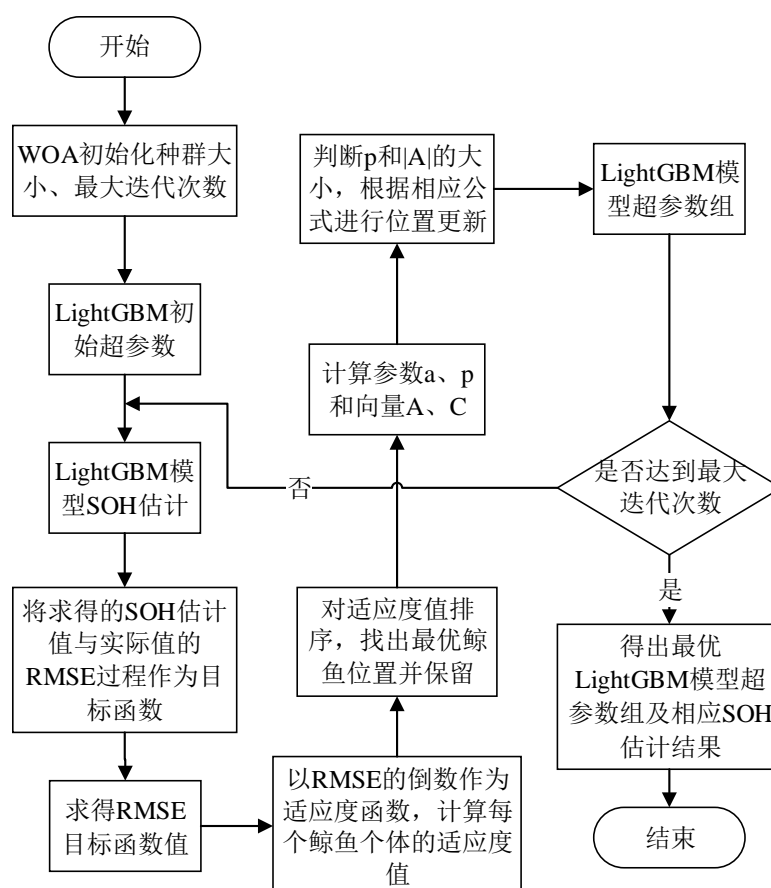 开始
WOA初始化种群大
小、最大迭代次数
LightGBM初
始超参数
LightGBM模
型SOH估计
将求得的SOH估计
值与实际值的
RMSE过程作为目
标函数
求得RMSE
目标函数值
以RMSE的倒数作为
适应度函数，计算每
个鲸鱼个体的适应度
值
对适应度值排
序，找出最优鲸
鱼位置并保留
计算参数a、p
和向量A、C
判断p和|A|的大
小，根据相应公
式进行位置更新
LightGBM模
型超参数组
是否达到最大
迭代次数
否
是
得出最优
LightGBM模型超
参数组及相应SOH
估计结果
结束